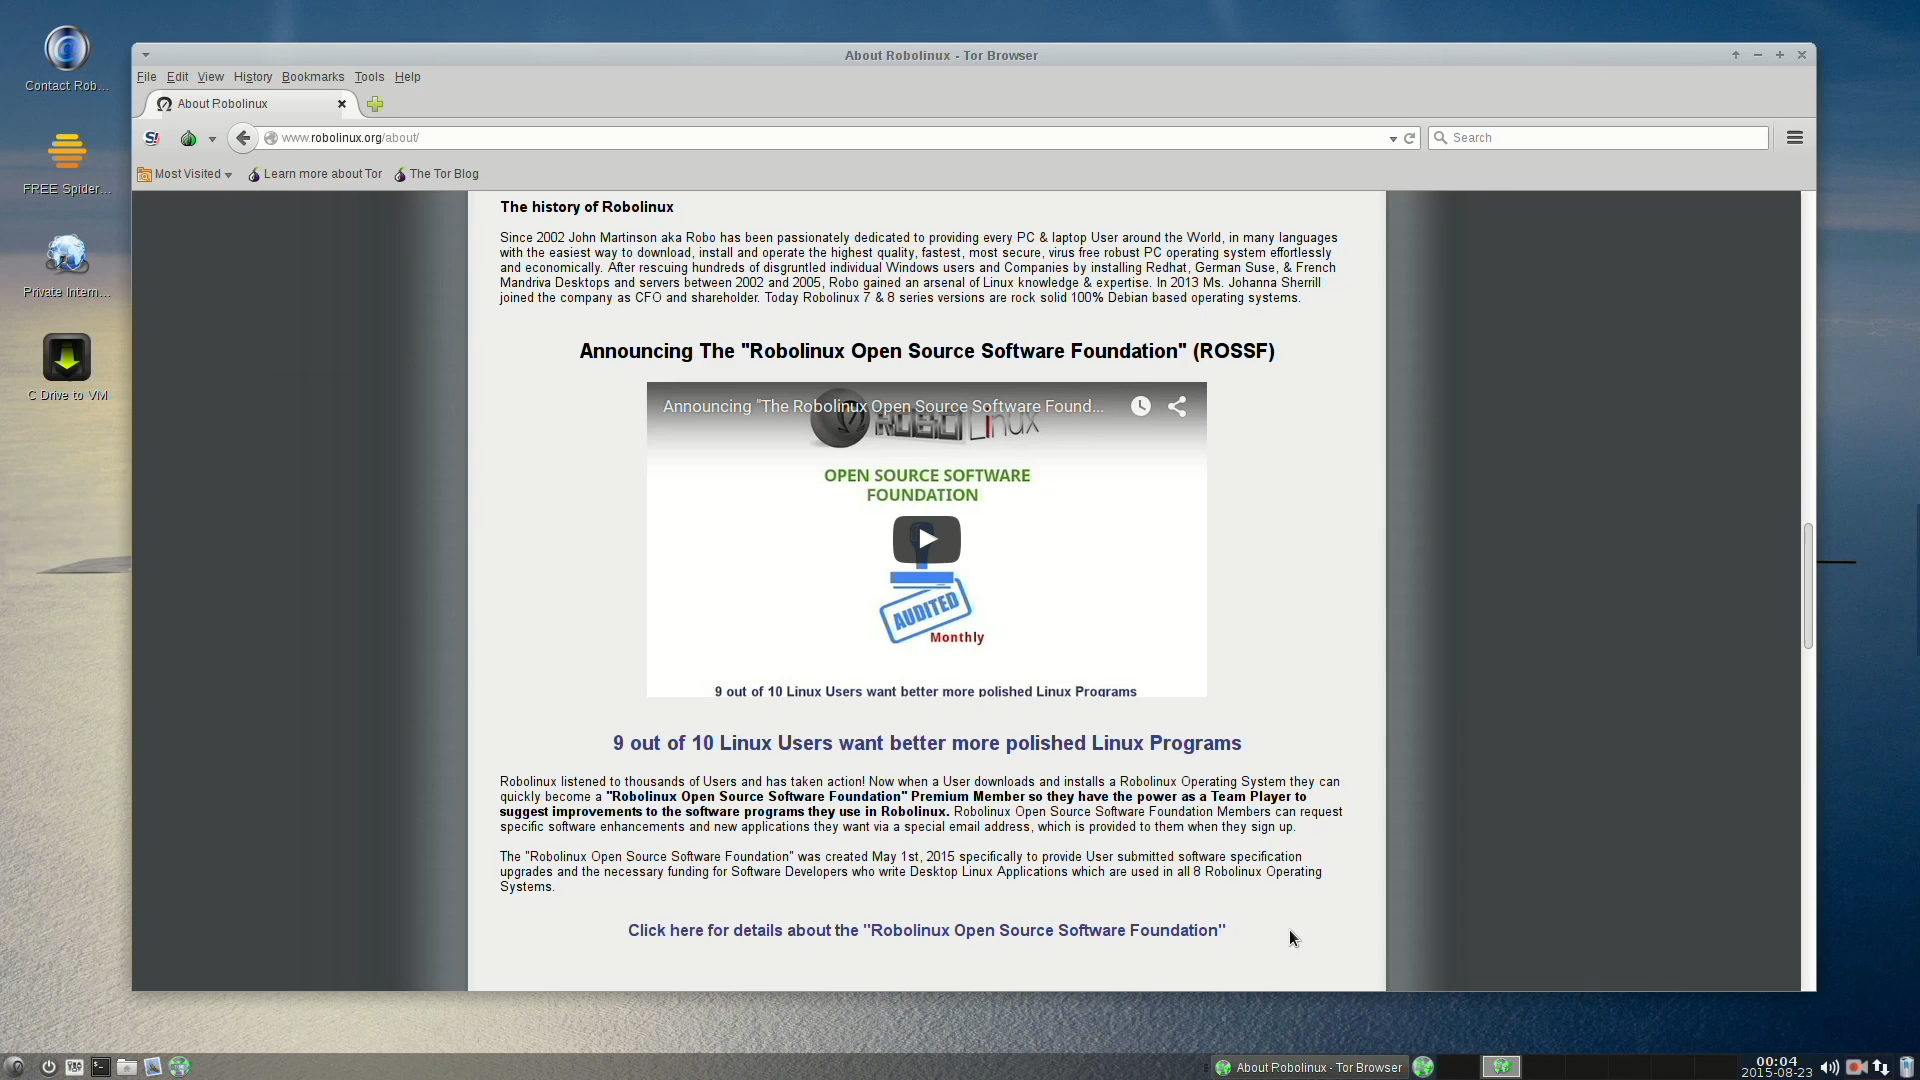 Contact Rob...
FREE Spider...
Private Intern...
C Drive to VM
About Robolinux - Tor Browser
File Edit View History Bookmarks Tools Help
About Robolinux
S!
www.robolinux.org/about/
Search
Most Visited
Learn more about Tor
The Tor Blog
The history of Robolinux
Since 2002 John Martinson aka Robo has been passionately dedicated to providing every PC & laptop User around the World, in many languages
with the easiest way to download, install and operate the highest quality, fastest, most secure, virus free robust PC operating system effortlessly
and economically. After rescuing hundreds of disgruntled individual Windows users and Companies by installing Redhat, German Suse, & French
Mandriva Desktops and servers between 2002 and 2005, Robo gained an arsenal of Linux knowledge & expertise. In 2013 Ms. Johanna Sherrill
joined the company as CFO and shareholder. Today Robolinux 7 & 8 series versions are rock solid 100% Debian based operating systems.
Announcing The "Robolinux Open Source Software Foundation" (ROSSF)
Announcing "The Robolinux Open Source Software Found...
ROBO Linux
OPEN SOURCE SOFTWARE
FOUNDATION
AUDITED
Monthly
9 out of 10 Linux Users want better more polished Linux Programs
9 out of 10 Linux Users want better more polished Linux Programs
Robolinux listened to thousands of Users and has taken action! Now when a User downloads and installs a Robolinux Operating System they can
quickly become a "Robolinux Open Source Software Foundation" Premium Member so they have the power as a Team Player to
suggest improvements to the software programs they use in Robolinux. Robolinux Open Source Software Foundation Members can request
specific software enhancements and new applications they want via a special email address, which is provided to them when they sign up.
The "Robolinux Open Source Software Foundation" was created May 1st, 2015 specifically to provide User submitted software specification
upgrades and the necessary funding for Software Developers who write Desktop Linux Applications which are used in all 8 Robolinux Operating
Systems.
Click here for details about the "Robolinux Open Source Software Foundation"
About Robolinux - Tor Browser
00:04
2015-08-23